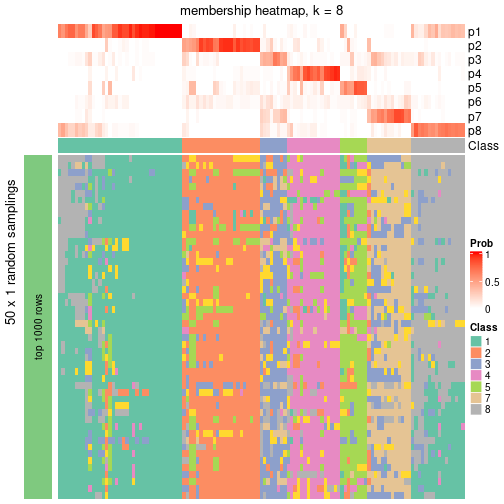 membership heatmap, k = 8
p1
p2
p3
p4
p5
p6
p7
p8
Class
50 x 1 random samplings
top 1000 rows
Prob
1
0.5
0
Class
1
2
3
4
5
7
8